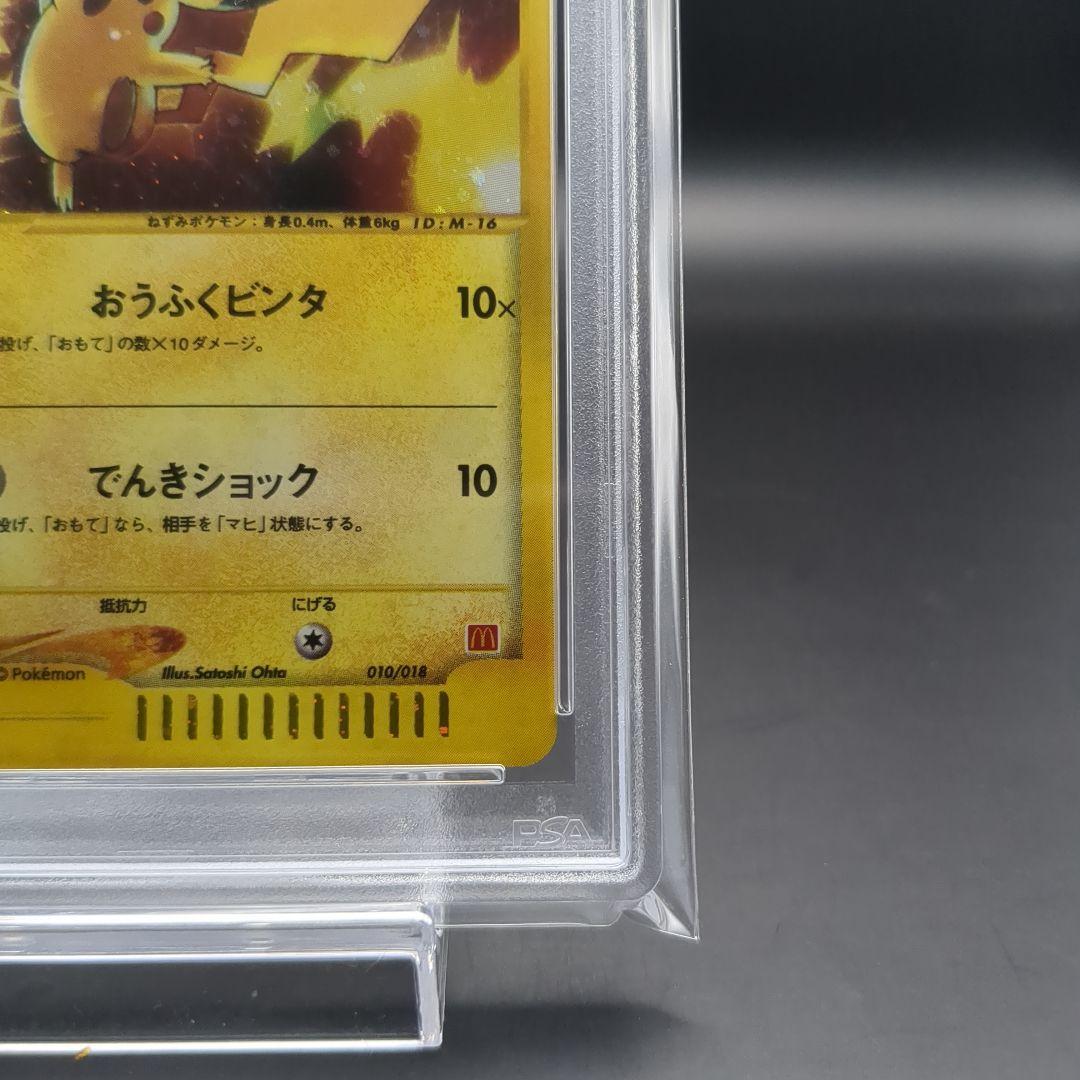 ねずみポケモン：身長0.4m、体重6kg ID:M-16
おうふくビンタ 10×
投げ、「おもて」の数×10ダメージ。
でんきショック 10
投げ、「おもて」なら、相手を「マヒ」状態にする。
抵抗力 にげる
© Pokémon Illus.Satoshi Ohta 010/018
PSA